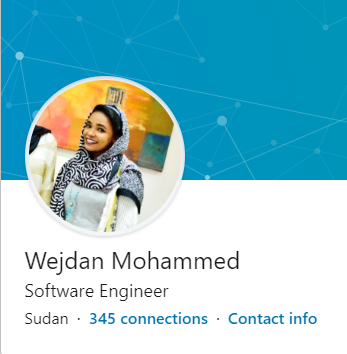 Wejdan Mohammed
Software Engineer
Sudan · 345 connections · Contact info